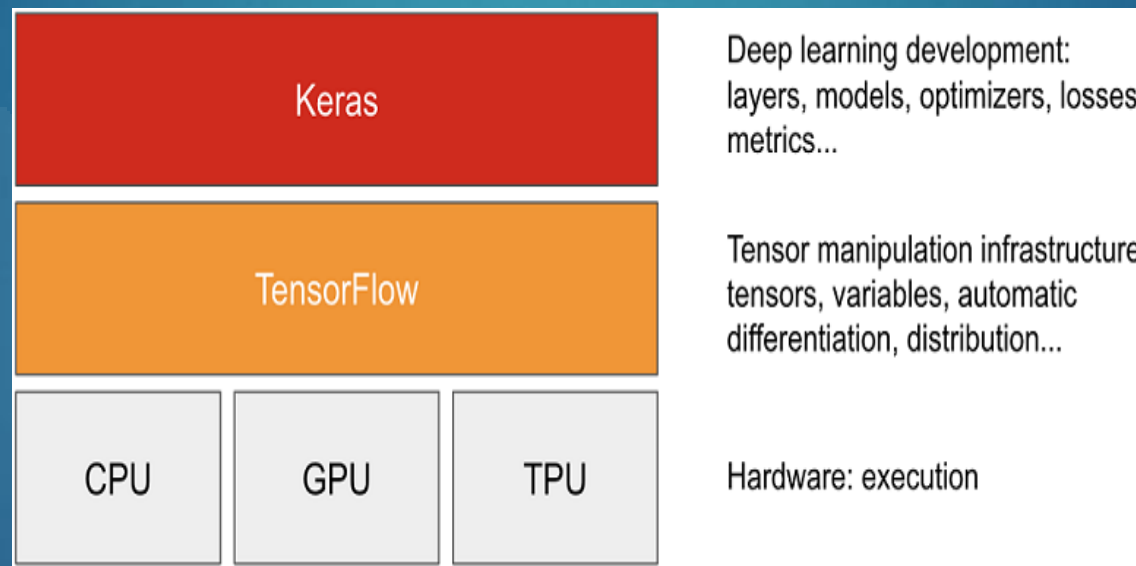 Keras
Deep learning development:
layers, models, optimizers, losses
metrics...
TensorFlow
Tensor manipulation infrastructure
tensors, variables, automatic
differentiation, distribution...
CPU
GPU
TPU
Hardware: execution